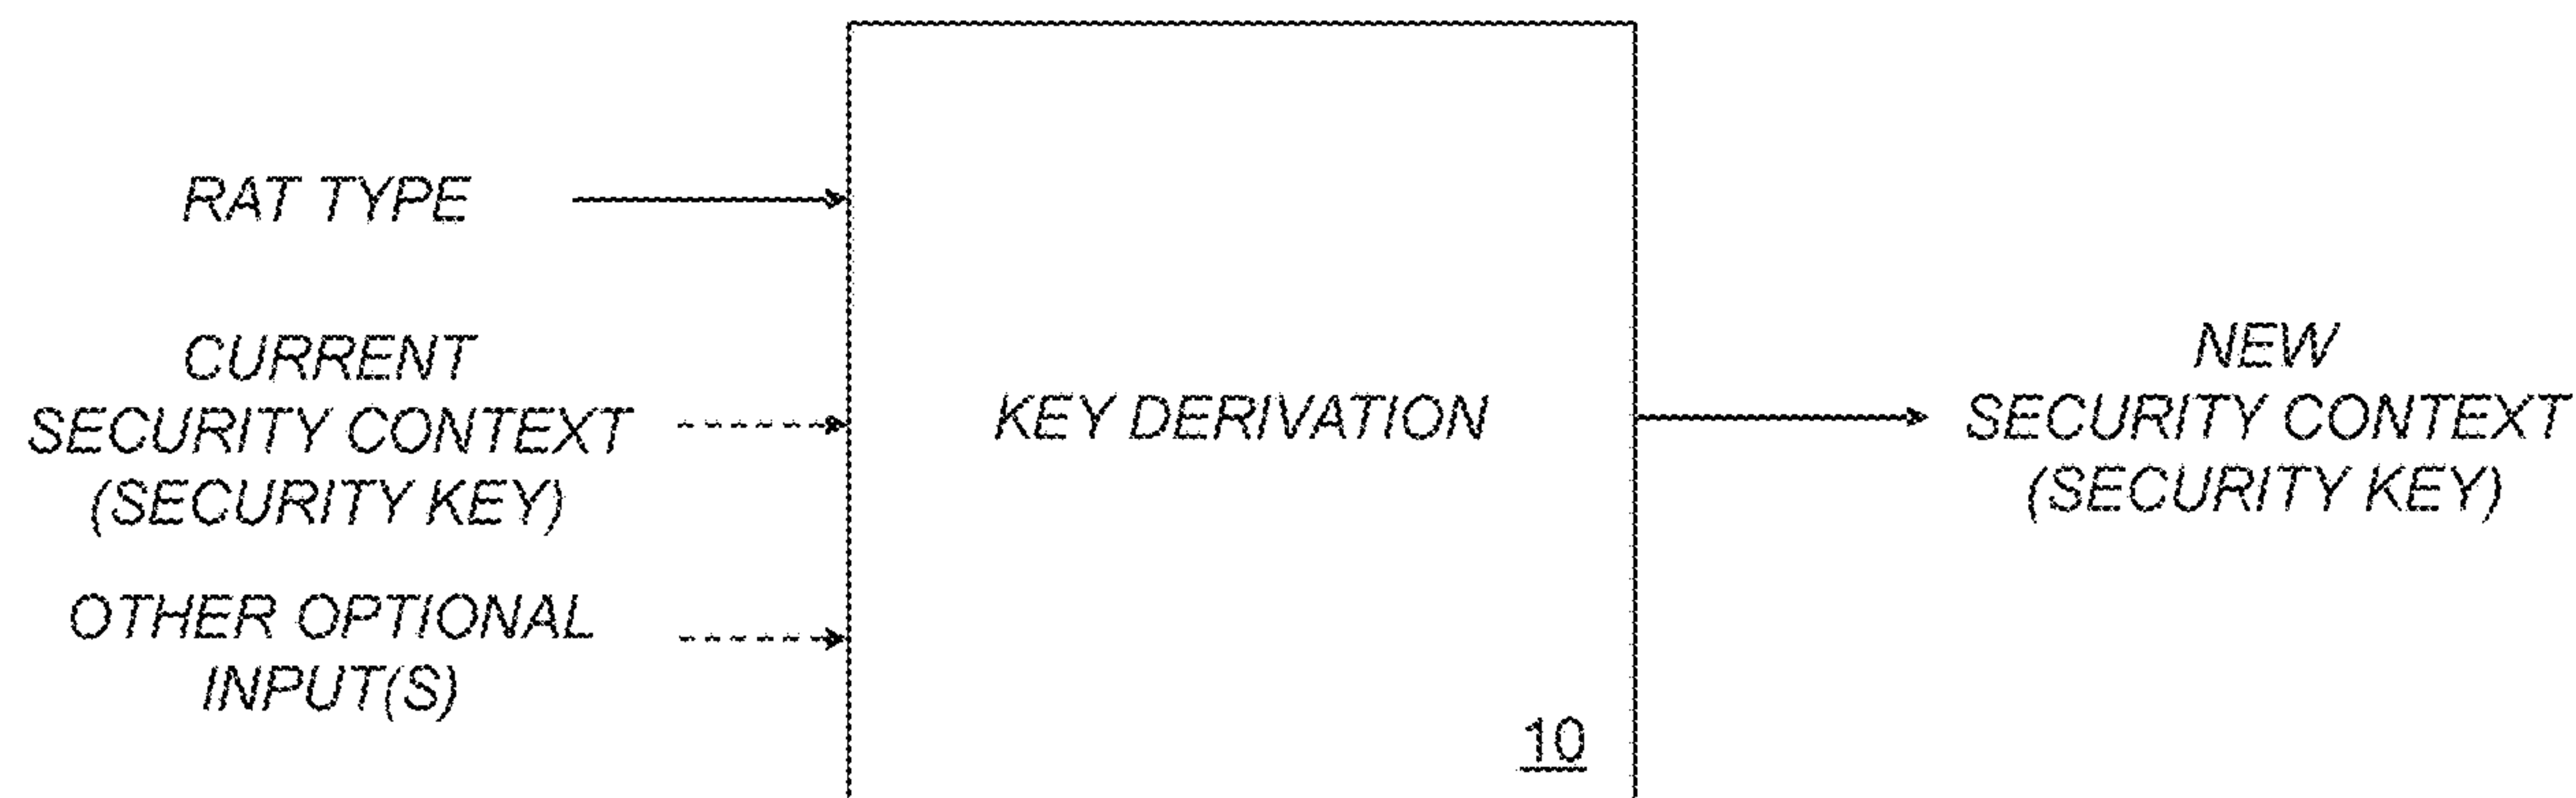 RAT TYPE
CURRENT
SECURITY CONTEXT
(SECURITY KEY)
OTHER OPTIONAL
INPUT(S)
KEY DERIVATION
10
NEW
SECURITY CONTEXT
(SECURITY KEY)